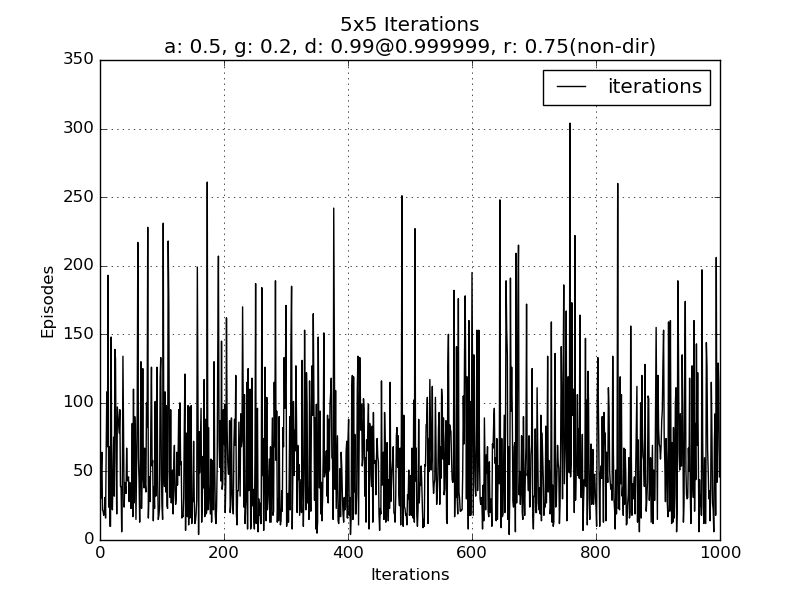 5x5 Iterations
a: 0.5, g: 0.2, d: 0.99@0.999999, r: 0.75(non-dir)
iterations
350
300
250
200
150
100
50
0
Episodes
0 200 400 600 800 1000
Iterations